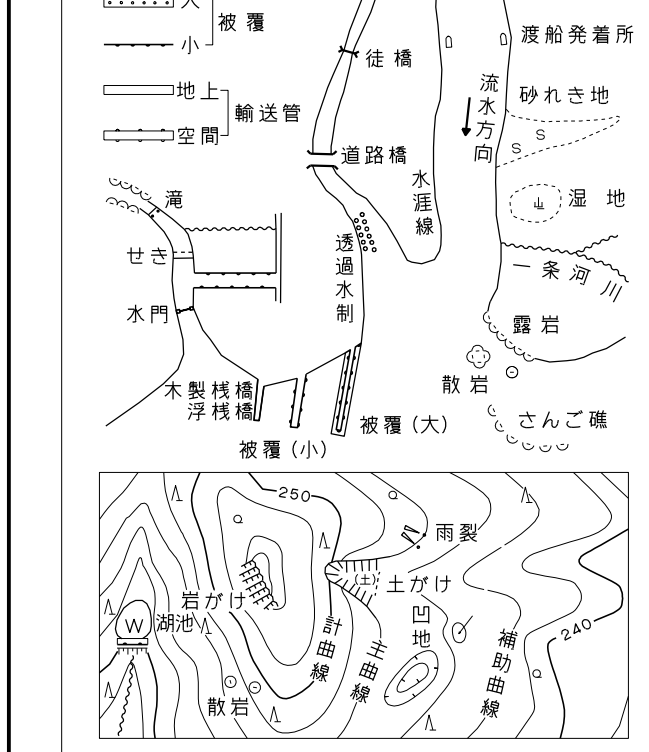 大
被覆
小
地上
輸送管
空間
徒橋
渡船発着所
流水方向
砂れき地
道路橋
水涯線
滝
湿地
せき
透過水制
一条河川
水門
露岩
散岩
木製桟橋
浮桟橋
被覆(大)
さんご礁
被覆(小)
250
雨裂
(土)
土がけ
岩がけ
凹地
湖池
W
計曲線
主曲線
補助曲線
240
散岩